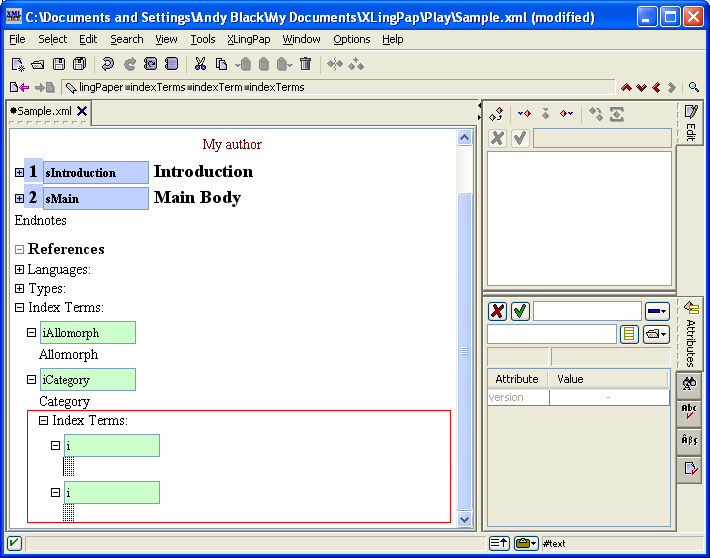 C:\Documents and Settings\Andy Black\My Documents\XLingPap\Play\Sample.xml (modified)
File Select Edit Search View Tools XLingPap Window Options Help
lingPaper indexTerms indexTerm indexTerms
Sample.xml
My author
1 sIntroduction Introduction
2 sMain Main Body
Endnotes
References
Languages:
Types:
Index Terms:
iAllomorph
Allomorph
iCategory
Category
Index Terms:
i
i
Edit
Attributes
Attribute Value
version -
Abc
Âβς
#text